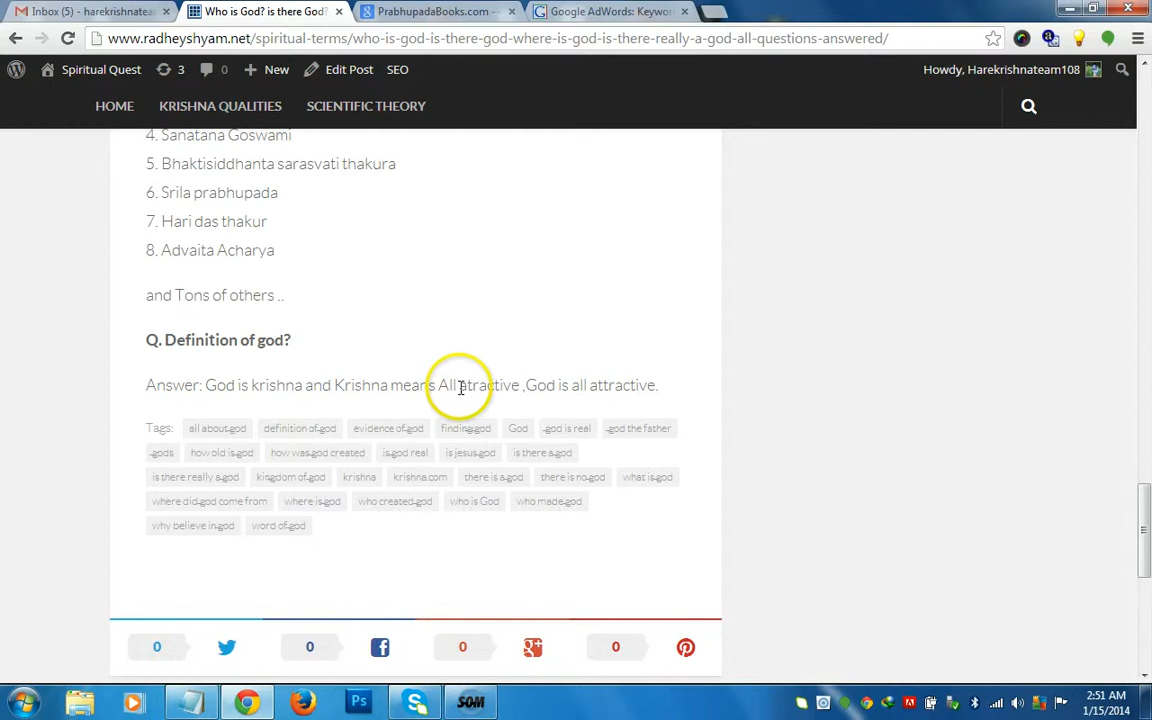 Inbox (5) - harekrishnatear
Who is God? is there God?
PrabhupadaBooks.com --
Google AdWords: Keywor
www.radheyshyam.net/spiritual-terms/who-is-god-is-there-god-where-is-god-is-there-really-a-god-all-questions-answered/
Spiritual Quest 3 0 New Edit Post SEO Howdy, Harekrishnateam108
HOME KRISHNA QUALITIES SCIENTIFIC THEORY
4. Sanatana Goswami
5. Bhaktisiddhanta sarasvati thakura
6. Srila prabhupada
7. Hari das thakur
8. Advaita Acharya
and Tons of others ..
Q. Definition of god?
Answer: God is krishna and Krishna means All atractive ,God is all attractive.
Tags: all about god definition of god evidence of god finding god God god is real god the father
gods how old is god how was god created is god real is jesus god is there a god
is there really a god kingdom of god krishna krishna.com there is a god there is no god what is god
where did god come from where is god who created god who is God who made god
why believe in god word of god
0 0 0 0
Ps SOM 2:51 AM
1/15/2014